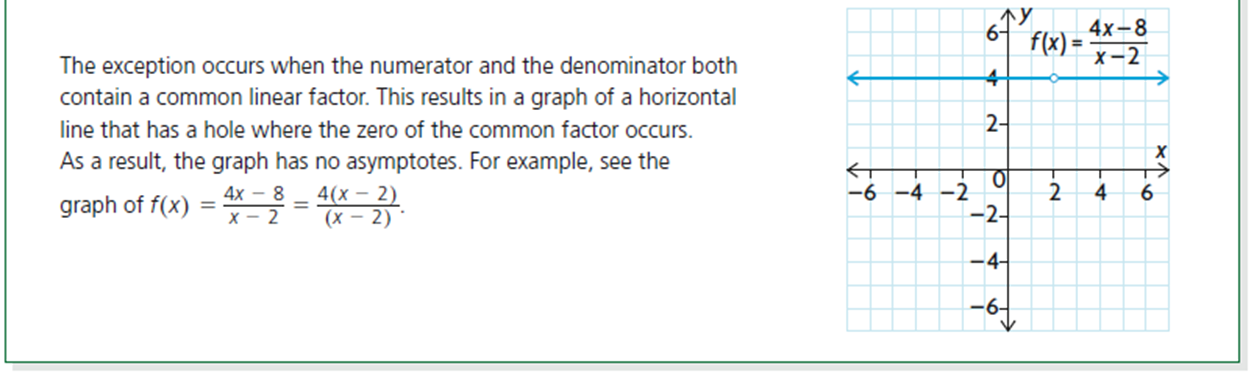 The exception occurs when the numerator and the denominator both
contain a common linear factor. This results in a graph of a horizontal
line that has a hole where the zero of the common factor occurs.
As a result, the graph has no asymptotes. For example, see the
graph of f(x) = \frac{4x − 8}{x − 2} = \frac{4(x − 2)}{(x − 2)}.
y
6
f(x) = \frac{4x − 8}{x − 2}
4
2
x
−6 −4 −2 0 2 4 6
−2
−4
−6